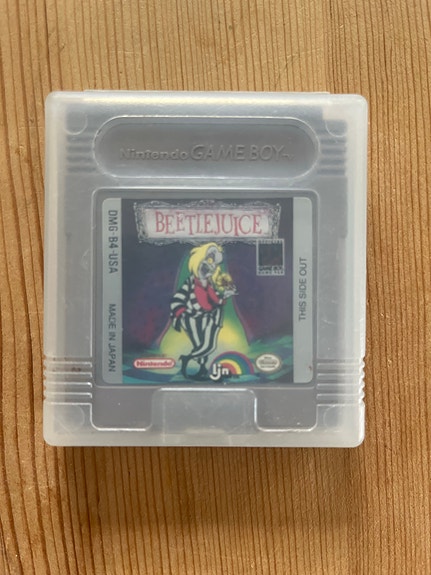 Nintendo GAME BOY
BEETLEJUICE
DMG-B4-USA
MADE IN JAPAN
THIS SIDE OUT
Nintendo
ljn